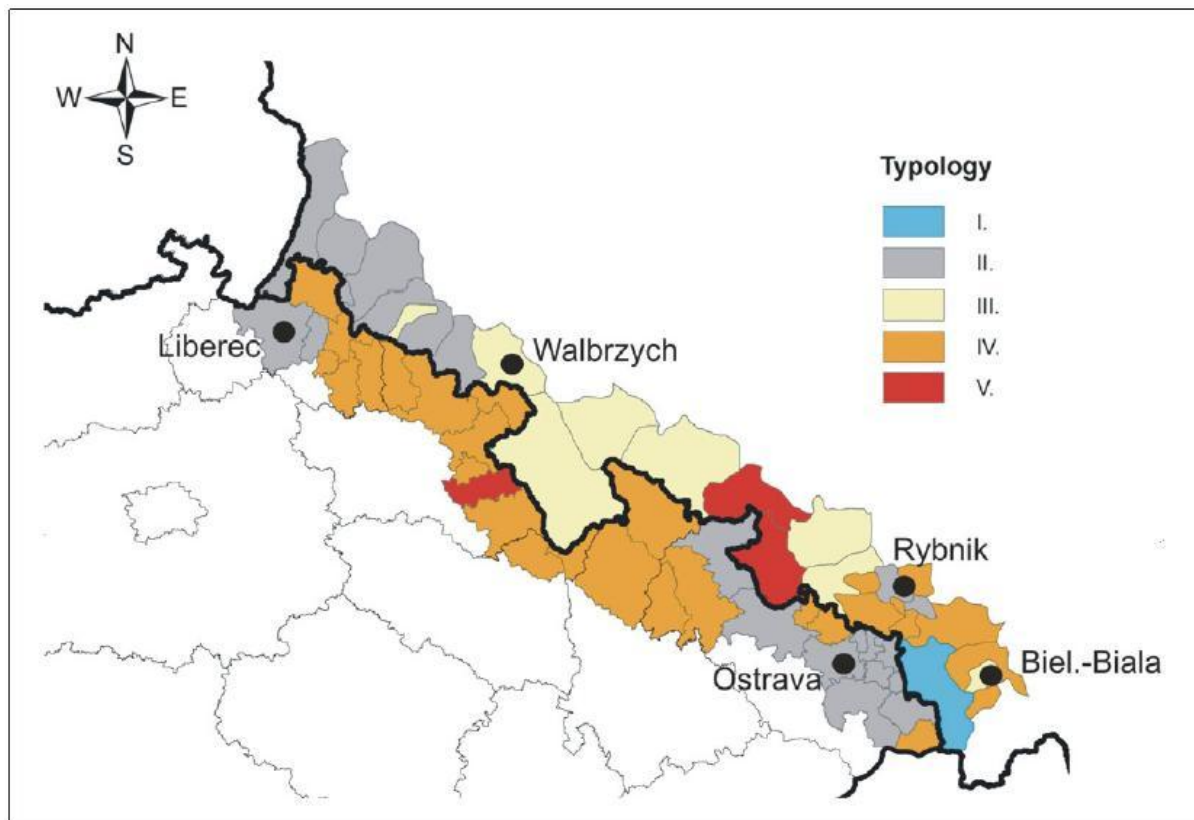 N
W E
S
Typology
I.
II.
III.
IV.
V.
Liberec
Walbrzych
Rybnik
Ostrava
Biel.-Biala